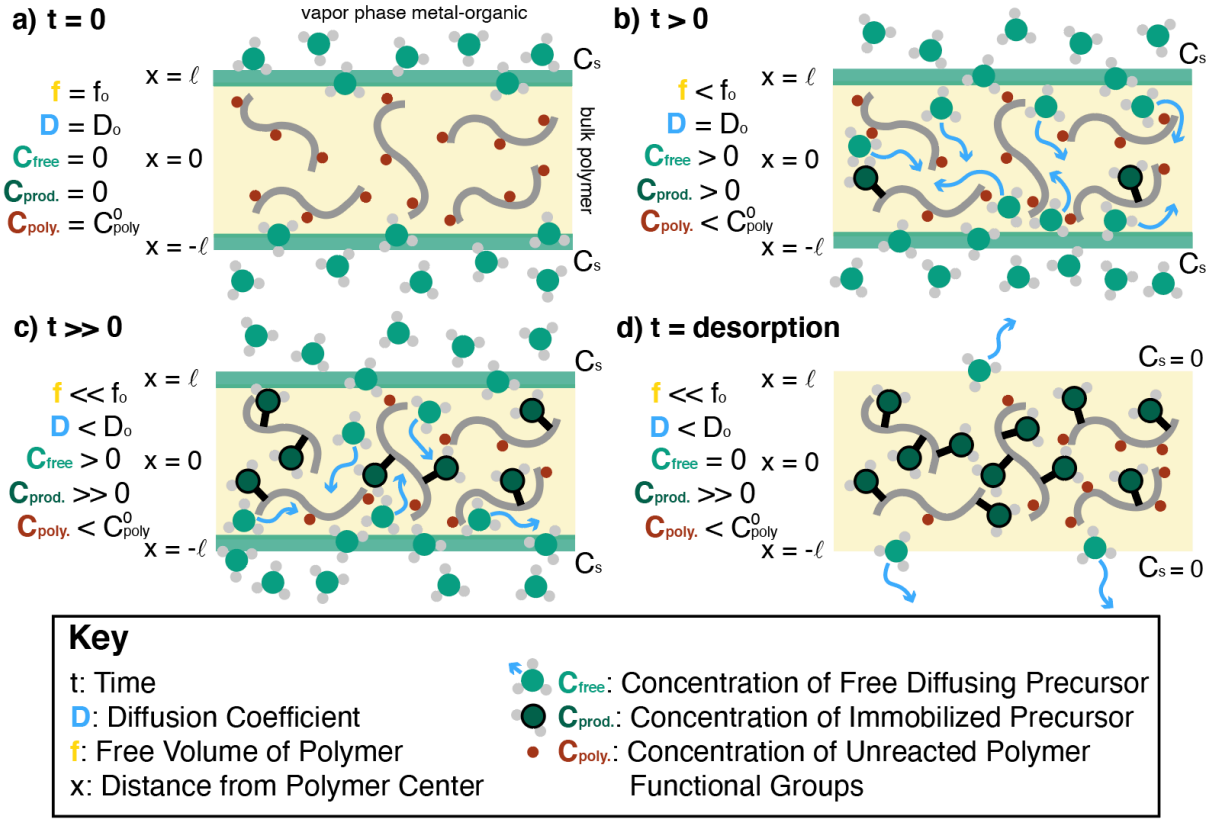 a) t = 0
vapor phase metal-organic
Cs
x = ℓ
f = fo
D = Do
Cfree = 0
x = 0
bulk polymer
Cprod. = 0
Cpoly. = C⁰poly
x = -ℓ
Cs
b) t > 0
Cs
x = ℓ
f < fo
D = Do
Cfree > 0
x = 0
Cprod. > 0
Cpoly. < C⁰poly
x = -ℓ
Cs
c) t >> 0
Cs
x = ℓ
f << fo
D < Do
Cfree > 0
x = 0
Cprod. >> 0
Cpoly. < C⁰poly
x = -ℓ
Cs
d) t = desorption
Cs = 0
x = ℓ
f << fo
D < Do
Cfree = 0
x = 0
Cprod. >> 0
Cpoly. < C⁰poly
x = -ℓ
Cs = 0
Key
t: Time
D: Diffusion Coefficient
f: Free Volume of Polymer
x: Distance from Polymer Center
Cfree: Concentration of Free Diffusing Precursor
Cprod.: Concentration of Immobilized Precursor
Cpoly.: Concentration of Unreacted Polymer
Functional Groups